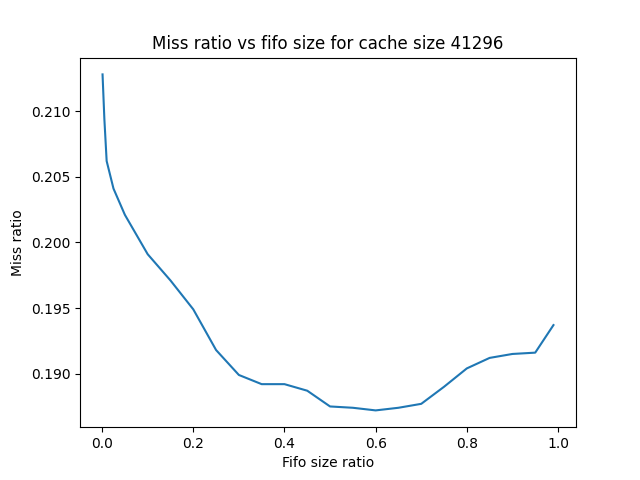 Miss ratio vs fifo size for cache size 41296
Miss ratio
0.210
0.205
0.200
0.195
0.190
0.0 0.2 0.4 0.6 0.8 1.0
Fifo size ratio